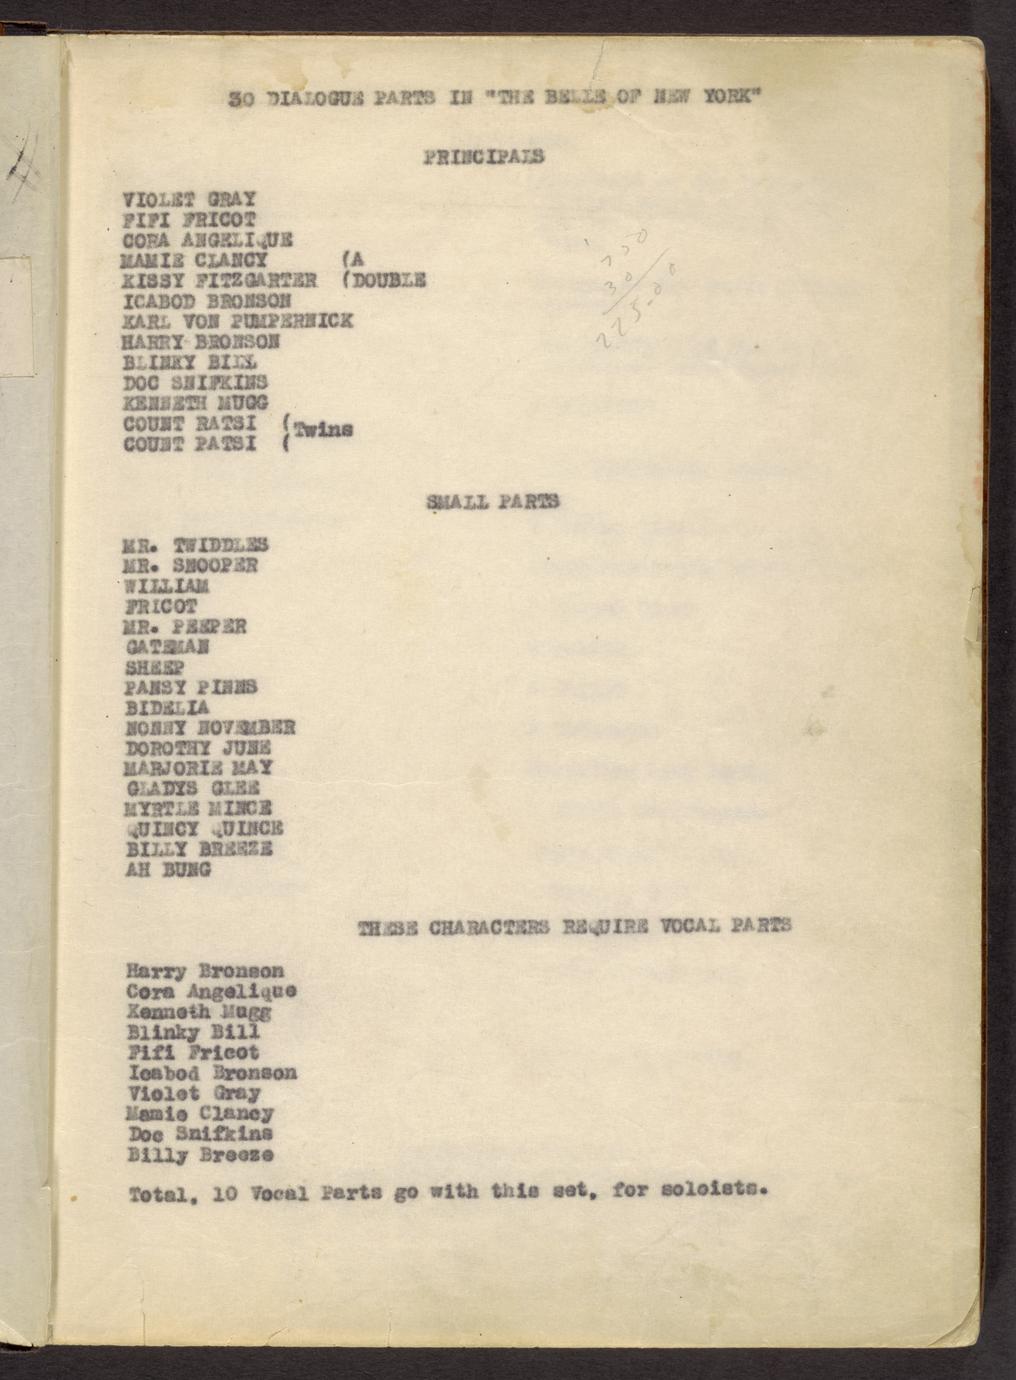 30 DIALOGUE PARTS IN "THE BELLE OF NEW YORK"
PRINCIPALS
VIOLET GRAY
FIFI FRICOT
CORA ANGELIQUE
MAMIE CLANCY (A
KISSY FITZGARTER (DOUBLE
ICABOD BRONSON
KARL VON PUMPERNICK
HARRY BRONSON
BLINKY BILL
DOC SNIFKINS
KENNETH MUGG
COUNT RATSI (Twins
COUNT PATSI (
30
225.00
SMALL PARTS
MR. TWIDDLES
MR. SNOOPER
WILLIAM
FRICOT
MR. PEEPER
GATEMAN
SHEEP
PANSY PINNS
BIDELIA
NONNY NOVEMBER
DOROTHY JUNE
MARJORIE MAY
GLADYS GLEE
MYRTLE MINCE
QUINCY QUINCE
BILLY BREEZE
AH BUNG
THESE CHARACTERS REQUIRE VOCAL PARTS
Harry Bronson
Cora Angelique
Kenneth Mugg
Blinky Bill
Fifi Fricot
Icabod Bronson
Violet Gray
Mamie Clancy
Doc Snifkins
Billy Breeze
Total, 10 Vocal Parts go with this set, for soloists.